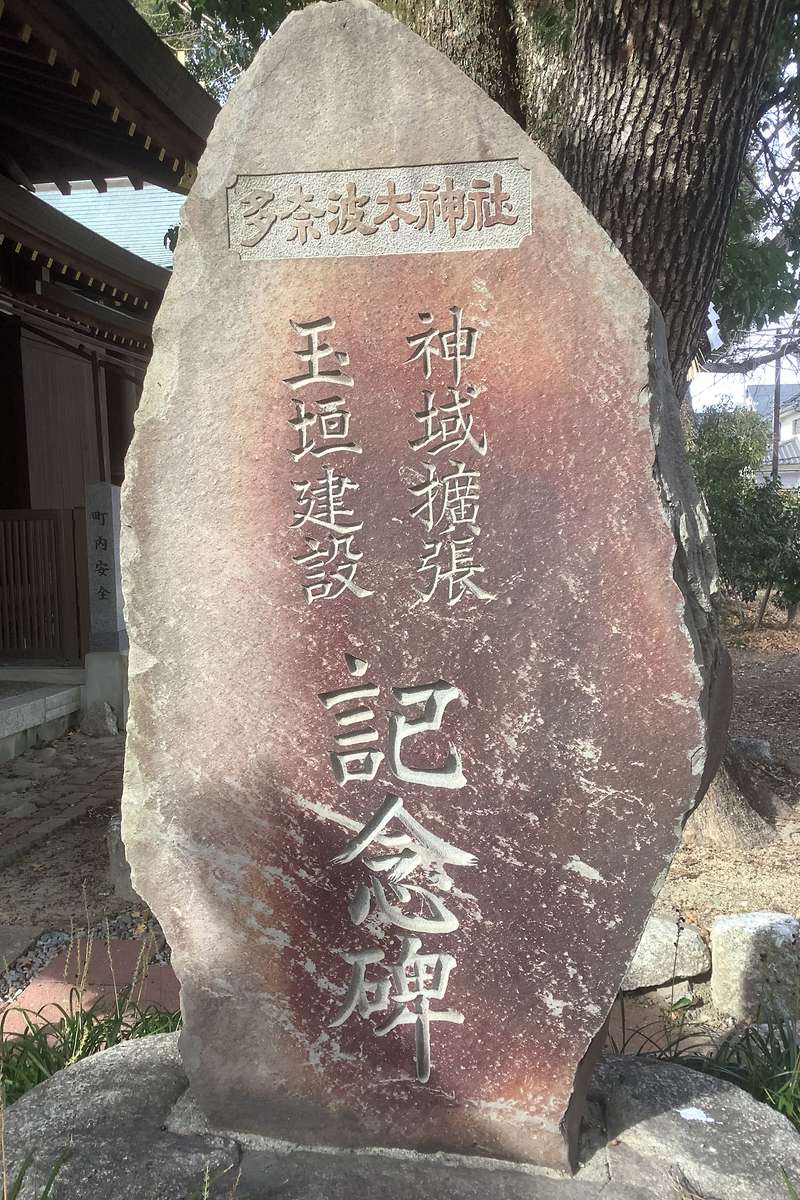 多奈波太神社
神域擴張
玉垣建設
記念碑
町内安全